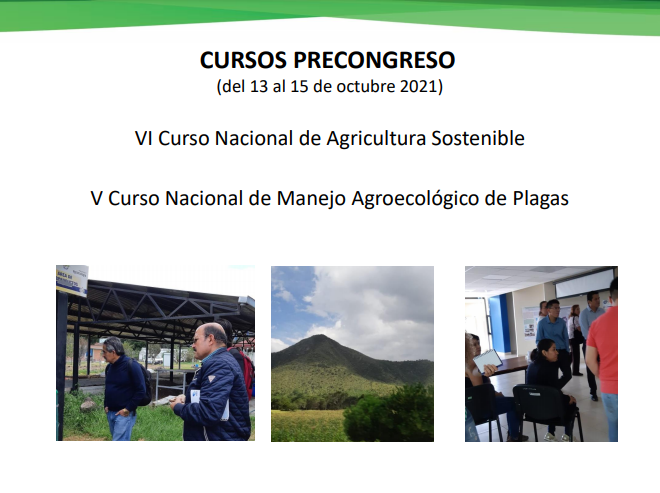 CURSOS PRECONGRESO
(del 13 al 15 de octubre 2021)
VI Curso Nacional de Agricultura Sostenible
V Curso Nacional de Manejo Agroecológico de Plagas